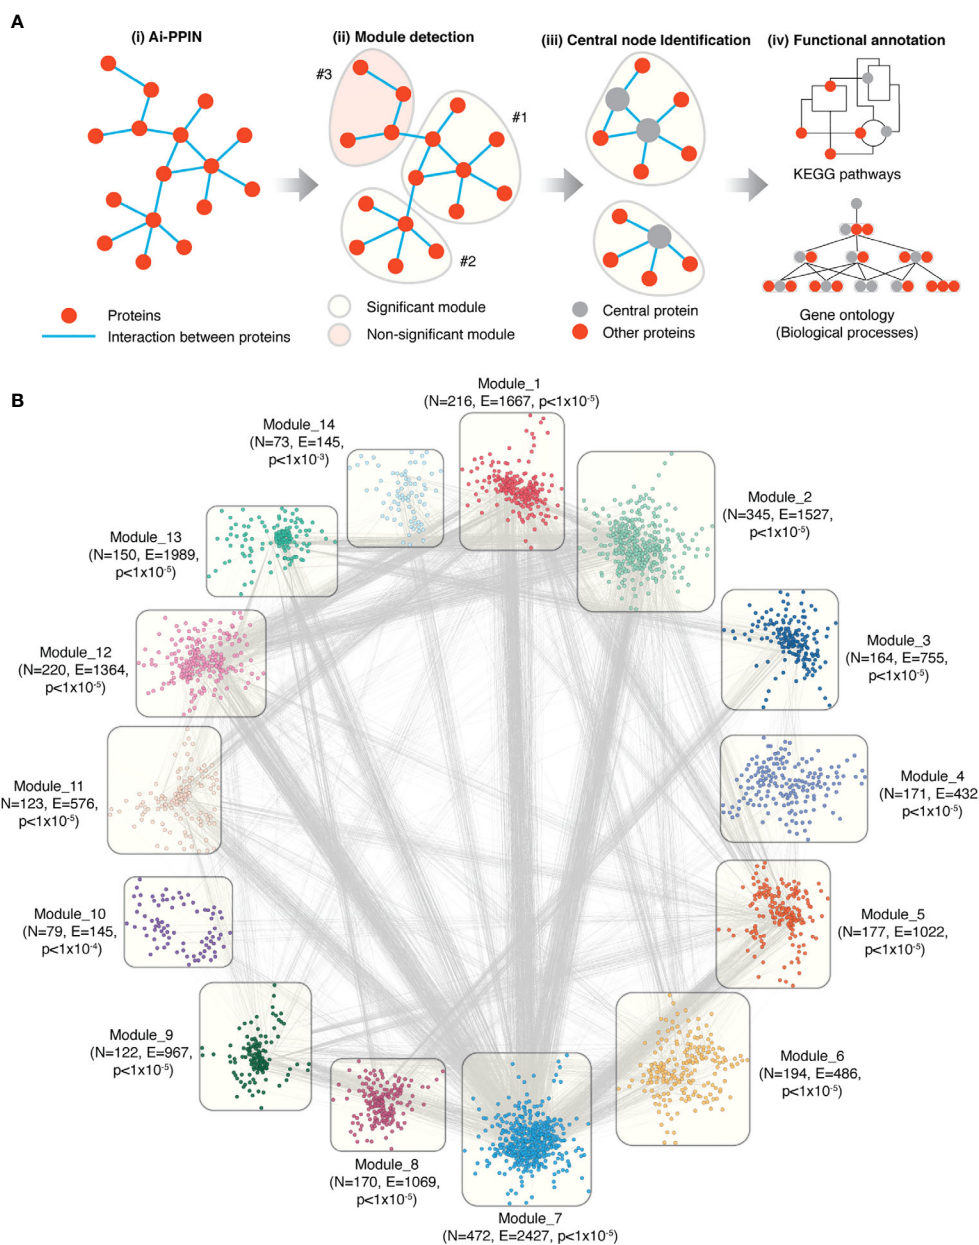 A
(i) Ai-PPIN
(ii) Module detection
(iii) Central node Identification
(iv) Functional annotation
#3
#1
#2
KEGG pathways
Gene ontology
(Biological processes)
Proteins
Interaction between proteins
Significant module
Non-significant module
Central protein
Other proteins
B
Module_1
(N=216, E=1667, p<1x10⁻⁵)
Module_14
(N=73, E=145,
p<1x10⁻³)
Module_2
(N=345, E=1527,
p<1x10⁻⁵)
Module_13
(N=150, E=1989,
p<1x10⁻⁵)
Module_3
(N=164, E=755,
p<1x10⁻⁵)
Module_12
(N=220, E=1364,
p<1x10⁻⁵)
Module_4
(N=171, E=432
p<1x10⁻⁵)
Module_11
(N=123, E=576,
p<1x10⁻⁵)
Module_5
(N=177, E=1022,
p<1x10⁻⁵)
Module_10
(N=79, E=145,
p<1x10⁻⁴)
Module_9
(N=122, E=967,
p<1x10⁻⁵)
Module_6
(N=194, E=486,
p<1x10⁻⁵)
Module_8
(N=170, E=1069,
p<1x10⁻⁵)
Module_7
(N=472, E=2427, p<1x10⁻⁵)